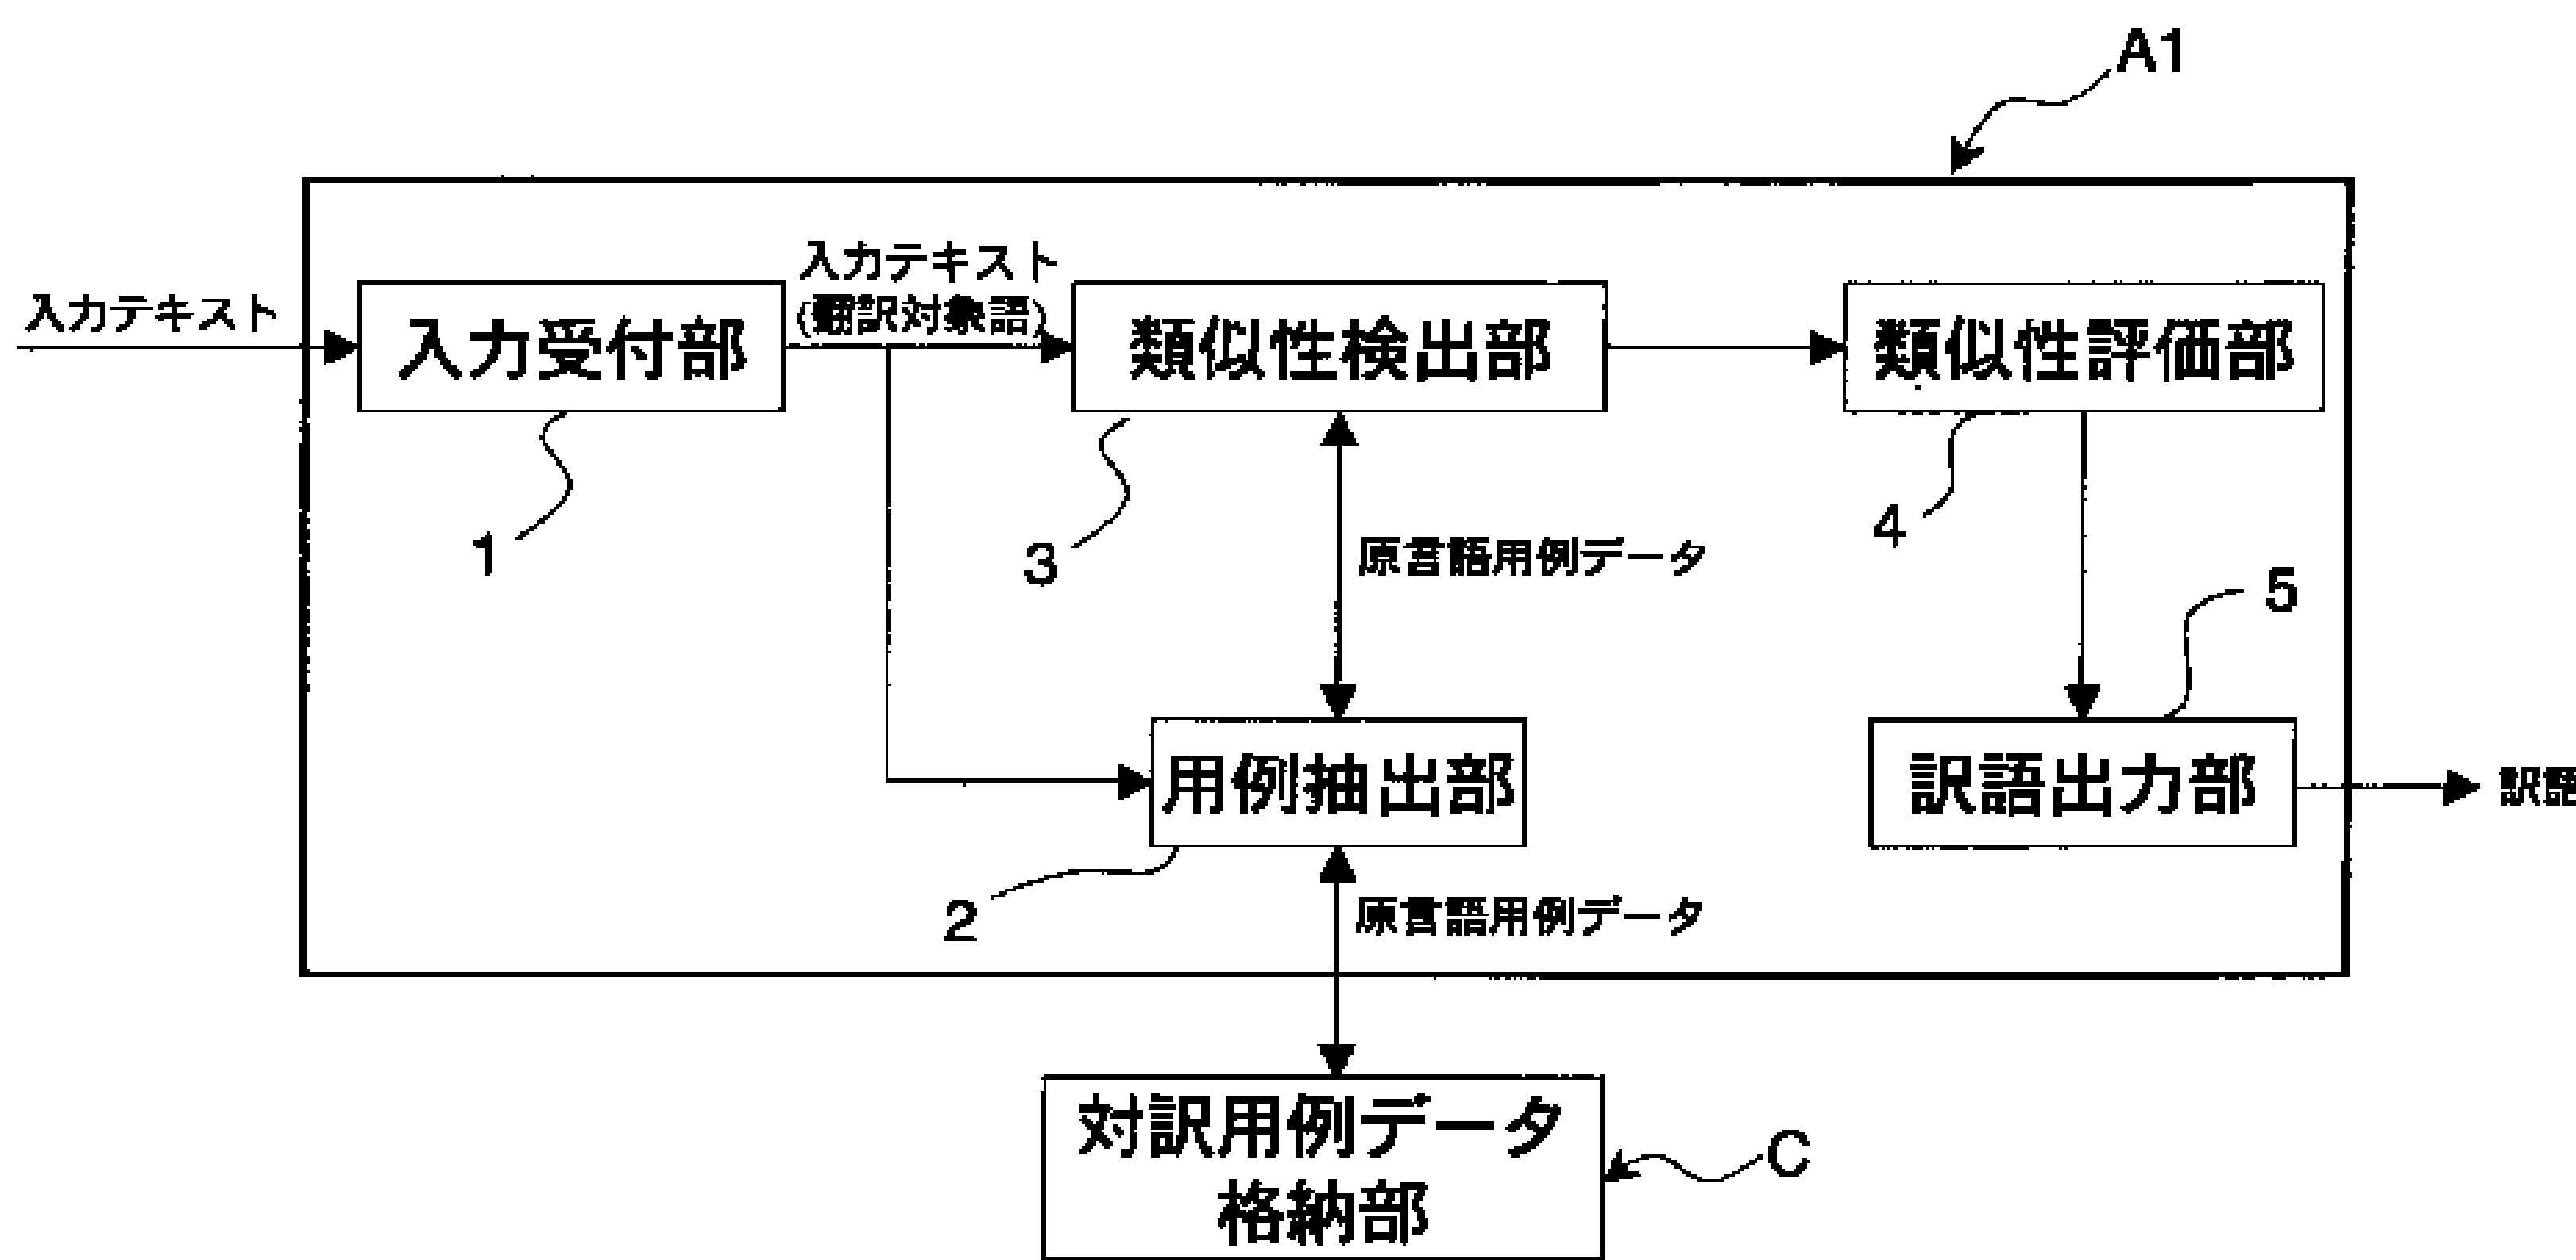 A1
入力テキスト
入力受付部
入力テキスト
(翻訳対象語)
類似性検出部
類似性評価部
1
3
4
原言語用例データ
5
用例抽出部
訳語出力部
訳語
2
原言語用例データ
対訳用例データ
格納部
C